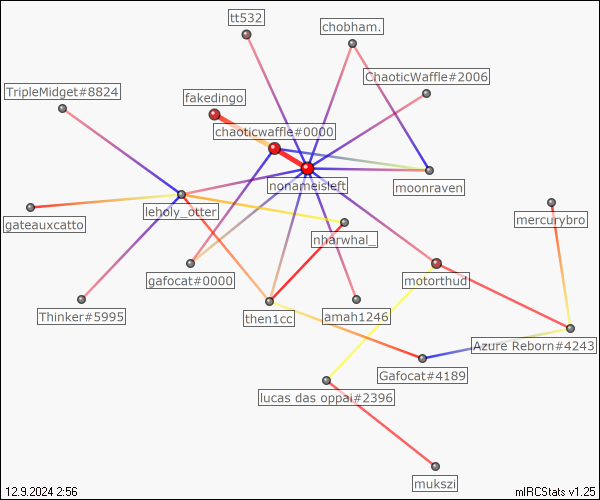 tt532
chobham.
ChaoticWaffle#2006
TripleMidget#8824
fakedingo
chaoticwaffle#0000
nonameisleft
moonraven
leholy_otter
gateauxcatto
mercurybro
nharwhal_
gafocat#0000
motorthud
Thinker#5995
then1cc
amah1246
Azure Reborn#4243
Gafocat#4189
lucas das oppai#2396
mukszi
12.9.2024 2:56
mIRCStats v1.25